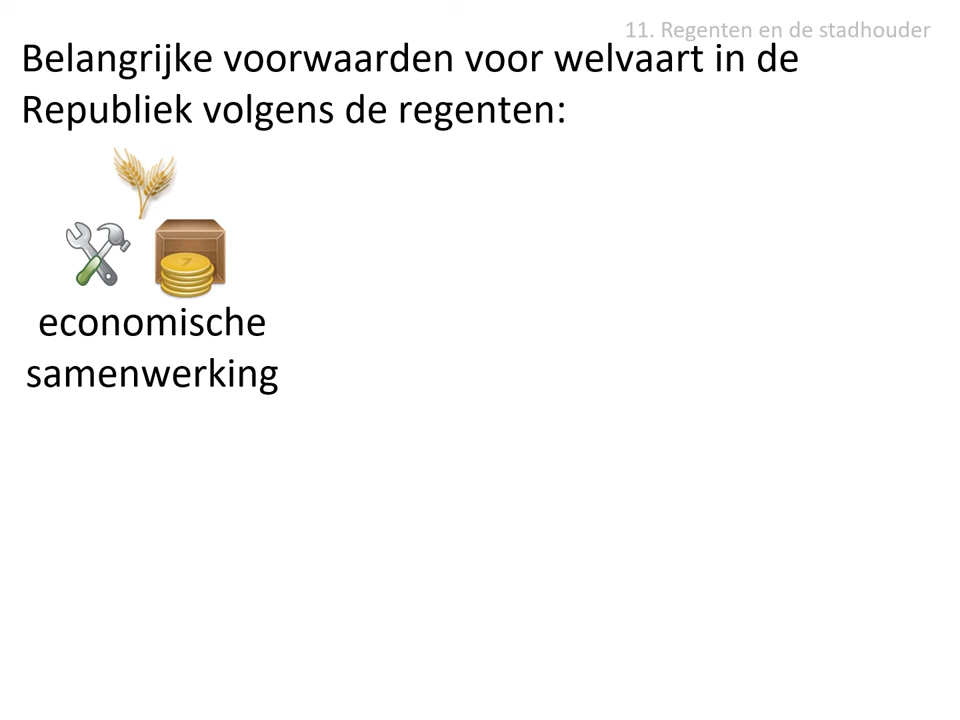 11. Regenten en de stadhouder
Belangrijke voorwaarden voor welvaart in de
Republiek volgens de regenten:
economische
samenwerking